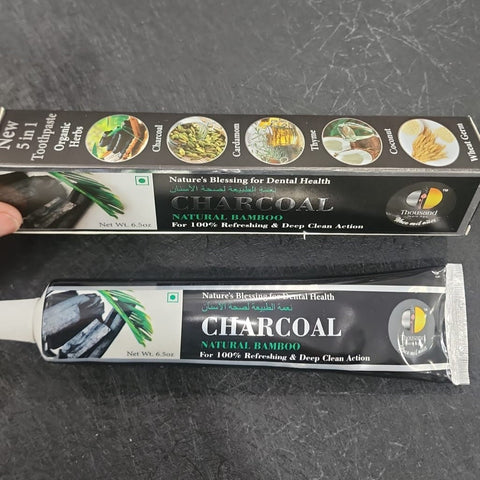 New
5 in 1
Toothpaste
Organic
Herbs
Charcoal
Cardamom
Thyme
Coconut
Wheat Germ
Nature's Blessing for Dental Health
نعمة الطبيعة لصحة الأسنان
CHARCOAL
NATURAL BAMBOO
For 100% Refreshing & Deep Clean Action
Net Wt. 6.5oz
Thousand
TM
Nature's Blessing for Dental Health
نعمة الطبيعة لصحة الأسنان
CHARCOAL
NATURAL BAMBOO
For 100% Refreshing & Deep Clean Action
Net Wt. 6.5oz
Thousand